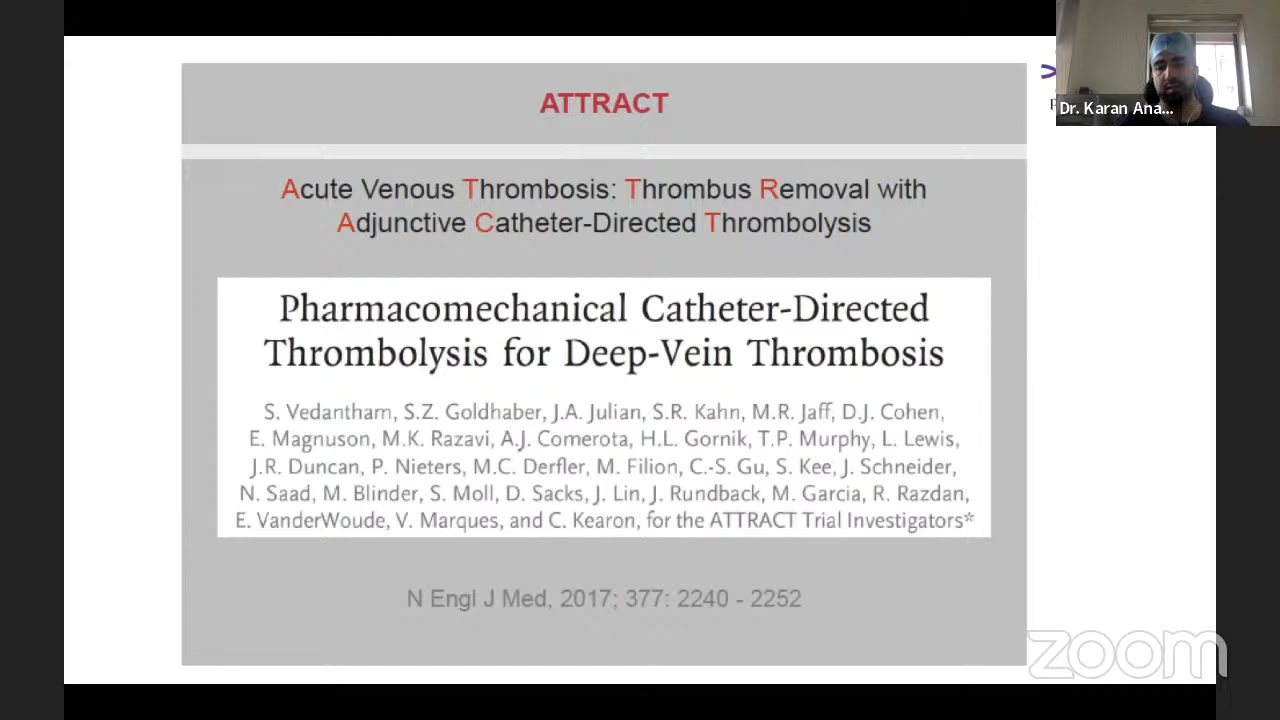 ATTRACT
Acute Venous Thrombosis: Thrombus Removal with
Adjunctive Catheter-Directed Thrombolysis
Pharmacomechanical Catheter-Directed
Thrombolysis for Deep-Vein Thrombosis
S. Vedantham, S.Z. Goldhaber, J.A. Julian, S.R. Kahn, M.R. Jaff, D.J. Cohen,
E. Magnuson, M.K. Razavi, A.J. Comerota, H.L. Gornik, T.P. Murphy, L. Lewis,
J.R. Duncan, P. Nieters, M.C. Derfler, M. Filion, C.-S. Gu, S. Kee, J. Schneider,
N. Saad, M. Blinder, S. Moll, D. Sacks, J. Lin, J. Rundback, M. Garcia, R. Razdan,
E. VanderWoude, V. Marques, and C. Kearon, for the ATTRACT Trial Investigators*
N Engl J Med, 2017; 377: 2240 - 2252
Dr. Karan Ana...
zoom